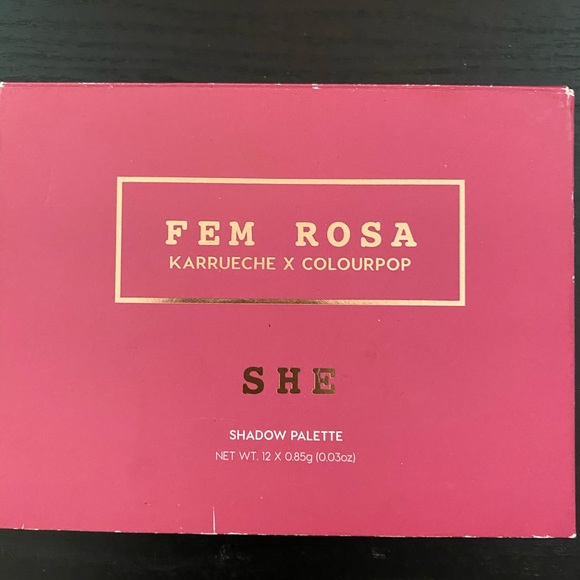 FEM ROSA
KARRUECHE X COLOURPOP
SHE
SHADOW PALETTE
NET WT. 12 X 0.85g (0.03oz)